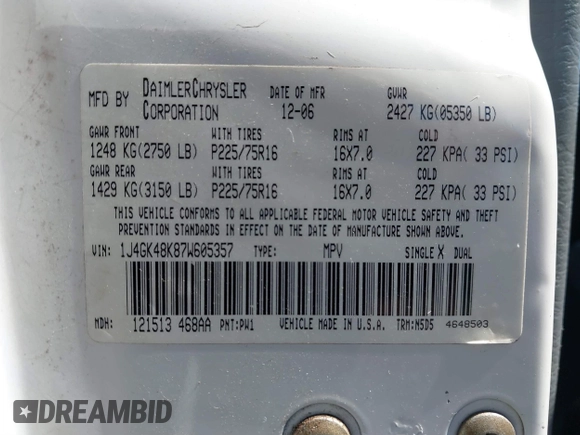 MFD BY DAIMLERCHRYSLER CORPORATION DATE OF MFR 12-06 GVWR 2427 KG(05350 LB)
GAWR FRONT WITH TIRES RIMS AT COLD
1248 KG(2750 LB) P225/75R16 16X7.0 227 KPA( 33 PSI)
GAWR REAR WITH TIRES RIMS AT COLD
1429 KG(3150 LB) P225/75R16 16X7.0 227 KPA( 33 PSI)
THIS VEHICLE CONFORMS TO ALL APPLICABLE FEDERAL MOTOR VEHICLE SAFETY AND THEFT
PREVENTION STANDARDS IN EFFECT ON THE DATE OF MANUFACTURE SHOWN ABOVE.
VIN: 1J4GK48K87W605357 TYPE: MPV SINGLE X DUAL
MDH: 121513 468AA PNT:PW1 VEHICLE MADE IN U.S.A. TRM:N5D5 4648503
DREAMBID